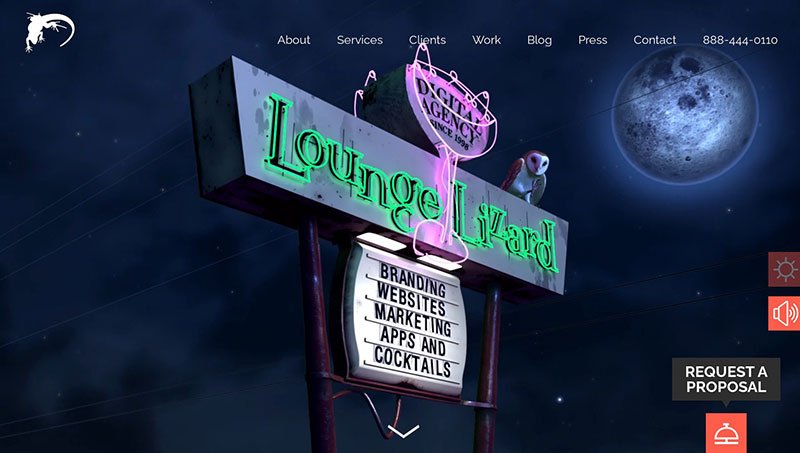 About Services Clients Work Blog Press Contact 888-444-0110
DIGITAL
AGENCY
SINCE 1998
Lounge Lizard
BRANDING
WEBSITES
MARKETING
APPS AND
COCKTAILS
REQUEST A
PROPOSAL